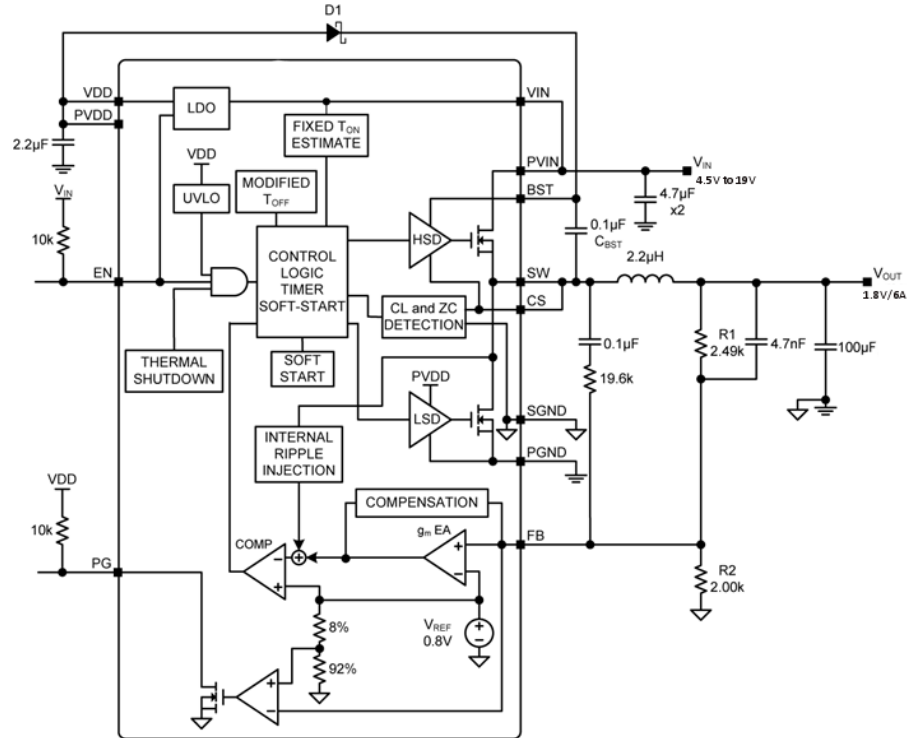 D1
VDD
PVDD
2.2µF
LDO
VIN
FIXED TON
ESTIMATE
PVIN
VIN
4.5V to 19V
4.7µF
x2
VIN
10k
VDD
UVLO
MODIFIED
TOFF
BST
0.1µF
CBST
HSD
CONTROL
LOGIC
TIMER
SOFT-START
EN
SW
2.2µH
VOUT
1.8V/6A
CS
CL and ZC
DETECTION
THERMAL
SHUTDOWN
SOFT
START
0.1µF
19.6k
R1
2.49k
4.7nF
100µF
PVDD
LSD
SGND
PGND
INTERNAL
RIPPLE
INJECTION
COMPENSATION
VDD
10k
gm EA
+
−
FB
COMP
−
+
+
PG
R2
2.00k
8%
92%
VREF
0.8V
+
−
+
−